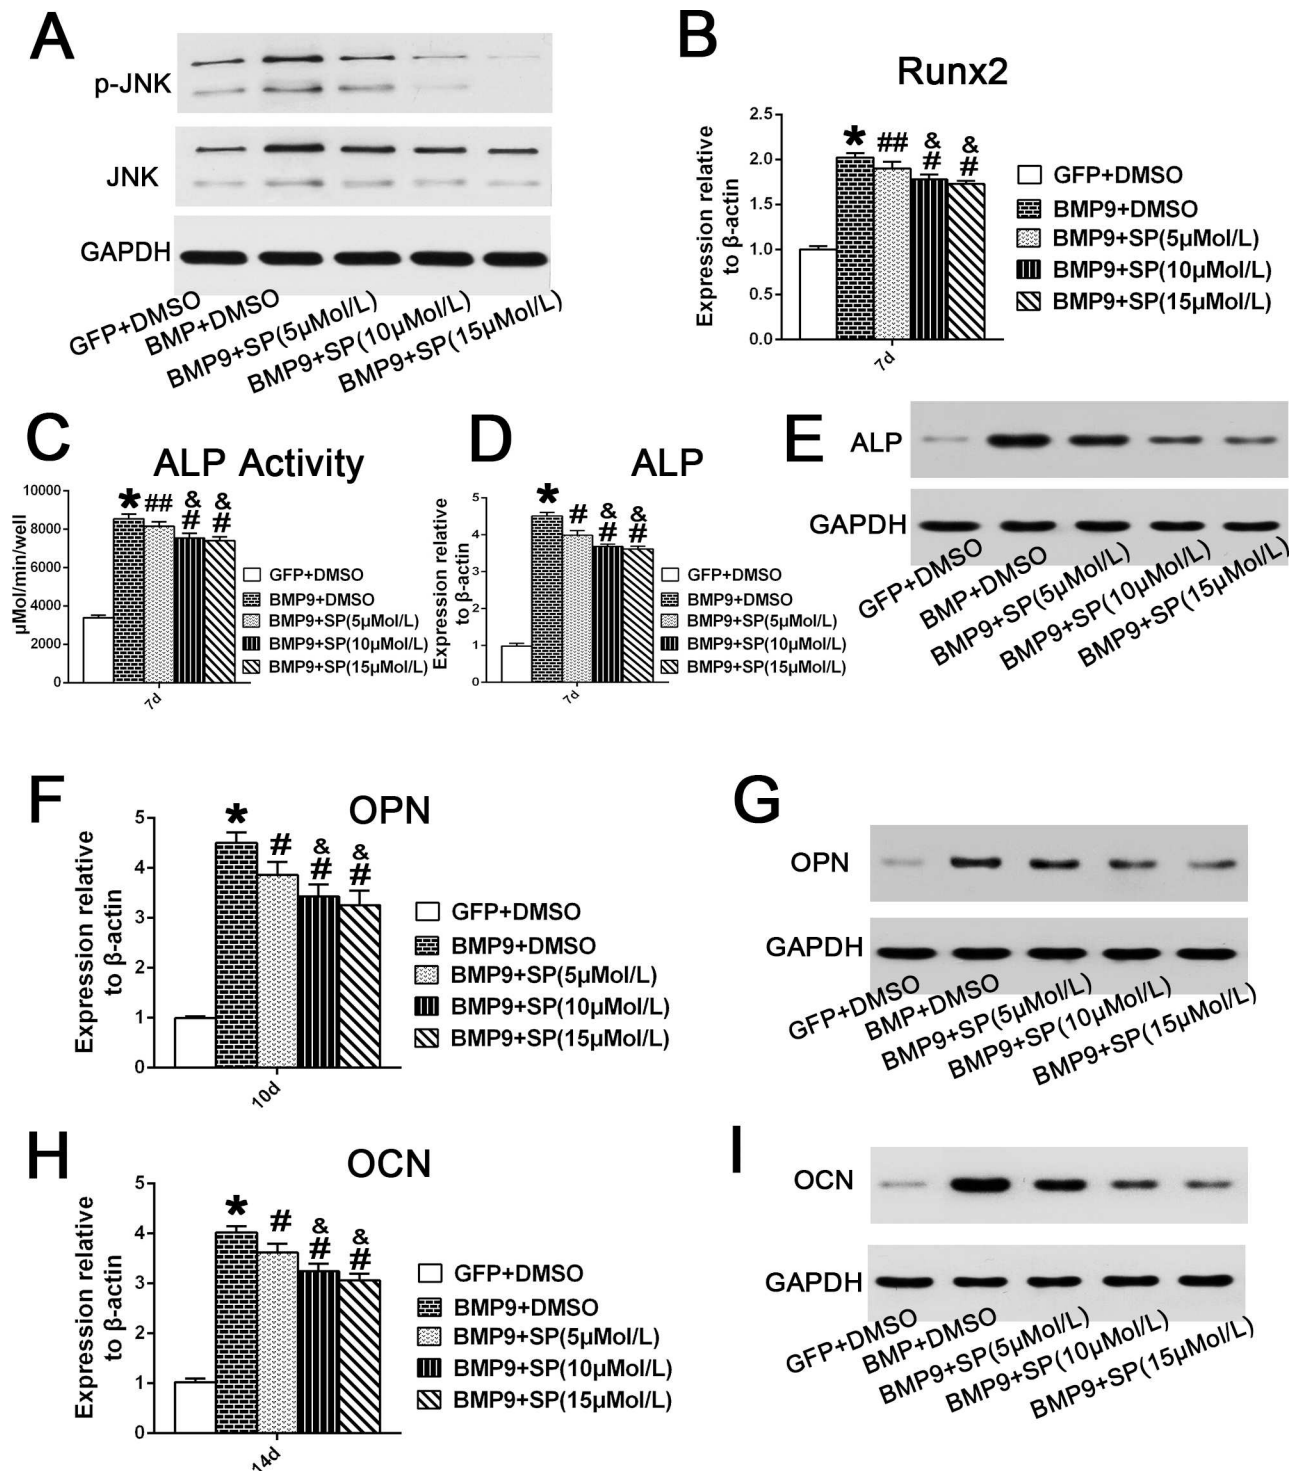 A
p-JNK
JNK
GAPDH
GFP+DMSO
BMP+DMSO
BMP9+SP(5μMol/L)
BMP9+SP(10μMol/L)
BMP9+SP(15μMol/L)
B
Runx2
Expression relative
to β-actin
2.5
2.0
1.5
1.0
0.5
0.0
*
##
&
#
&
#
7d
GFP+DMSO
BMP9+DMSO
BMP9+SP(5μMol/L)
BMP9+SP(10μMol/L)
BMP9+SP(15μMol/L)
C
ALP Activity
μMol/min/well
10000
8000
6000
4000
2000
0
*
##
&
#
&
#
7d
GFP+DMSO
BMP9+DMSO
BMP9+SP(5μMol/L)
BMP9+SP(10μMol/L)
BMP9+SP(15μMol/L)
D
ALP
Expression relative
to β-actin
5
4
3
2
1
0
*
#
&
#
&
#
7d
GFP+DMSO
BMP9+DMSO
BMP9+SP(5μMol/L)
BMP9+SP(10μMol/L)
BMP9+SP(15μMol/L)
E
ALP
GAPDH
GFP+DMSO
BMP+DMSO
BMP9+SP(5μMol/L)
BMP9+SP(10μMol/L)
BMP9+SP(15μMol/L)
F
OPN
Expression relative
to β-actin
5
4
3
2
1
0
*
#
&
#
&
#
10d
GFP+DMSO
BMP9+DMSO
BMP9+SP(5μMol/L)
BMP9+SP(10μMol/L)
BMP9+SP(15μMol/L)
G
OPN
GAPDH
GFP+DMSO
BMP+DMSO
BMP9+SP(5μMol/L)
BMP9+SP(10μMol/L)
BMP9+SP(15μMol/L)
H
OCN
Expression relative
to β-actin
5
4
3
2
1
0
*
#
&
#
&
#
14d
GFP+DMSO
BMP9+DMSO
BMP9+SP(5μMol/L)
BMP9+SP(10μMol/L)
BMP9+SP(15μMol/L)
I
OCN
GAPDH
GFP+DMSO
BMP+DMSO
BMP9+SP(5μMol/L)
BMP9+SP(10μMol/L)
BMP9+SP(15μMol/L)